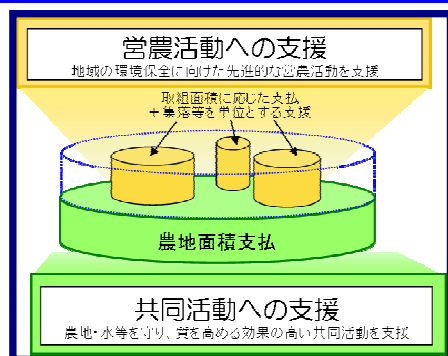 営農活動への支援
地域の環境保全に向けた先進的な営農活動を支援
取組面積に応じた支払
＋集落等を単位とする支援
農地面積支払
共同活動への支援
農地・水等を守り、質を高める効果の高い共同活動を支援